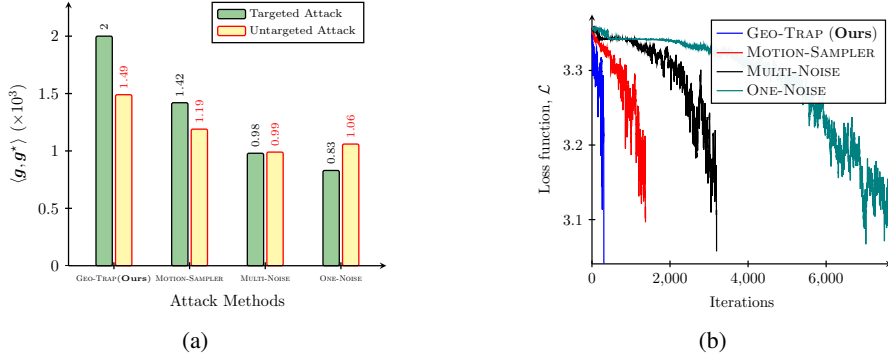 Targeted Attack
Untargeted Attack
⟨g, g*⟩ (×10³)
2
1.5
1
0.5
0
2
1.49
1.42
1.19
0.98
0.99
0.83
1.06
GEO-TRAP(Ours) MOTION-SAMPLER MULTI-NOISE ONE-NOISE
Attack Methods
(a)
GEO-TRAP (Ours)
MOTION-SAMPLER
MULTI-NOISE
ONE-NOISE
Loss function, ℒ
3.3
3.2
3.1
0 2,000 4,000 6,000
Iterations
(b)